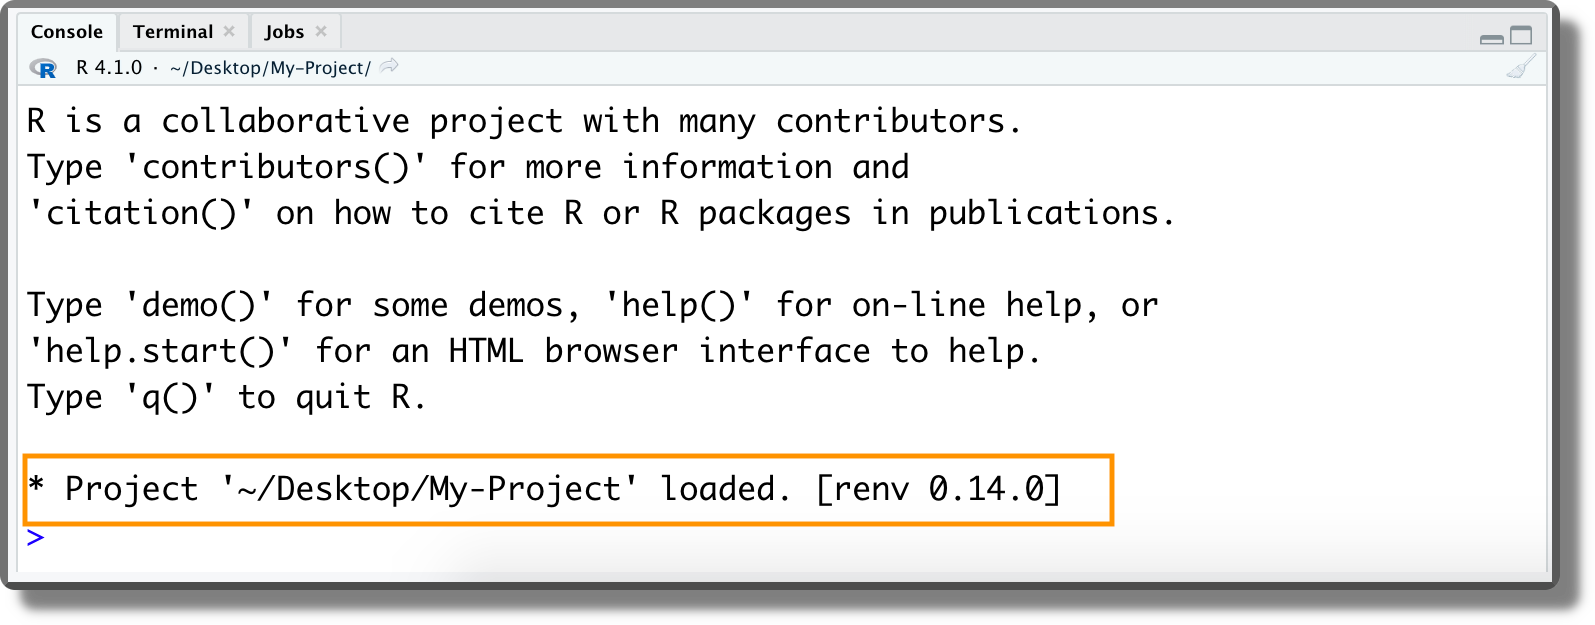 Console Terminal Jobs
R R 4.1.0 · ~/Desktop/My-Project/
R is a collaborative project with many contributors.
Type 'contributors()' for more information and
'citation()' on how to cite R or R packages in publications.
Type 'demo()' for some demos, 'help()' for on-line help, or
'help.start()' for an HTML browser interface to help.
Type 'q()' to quit R.
* Project '~/Desktop/My-Project' loaded. [renv 0.14.0]
>